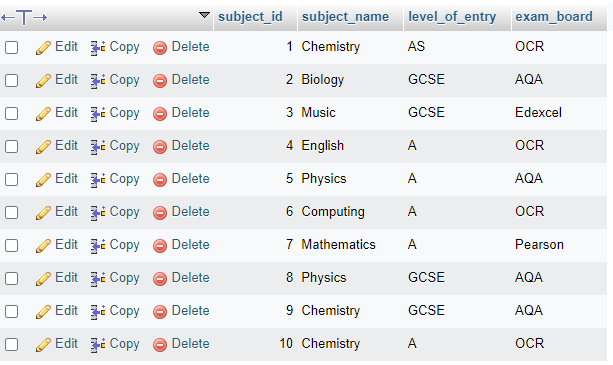 ←T→ subject_id subject_name level_of_entry exam_board
Edit Copy Delete 1 Chemistry AS OCR
Edit Copy Delete 2 Biology GCSE AQA
Edit Copy Delete 3 Music GCSE Edexcel
Edit Copy Delete 4 English A OCR
Edit Copy Delete 5 Physics A AQA
Edit Copy Delete 6 Computing A OCR
Edit Copy Delete 7 Mathematics A Pearson
Edit Copy Delete 8 Physics GCSE AQA
Edit Copy Delete 9 Chemistry GCSE AQA
Edit Copy Delete 10 Chemistry A OCR